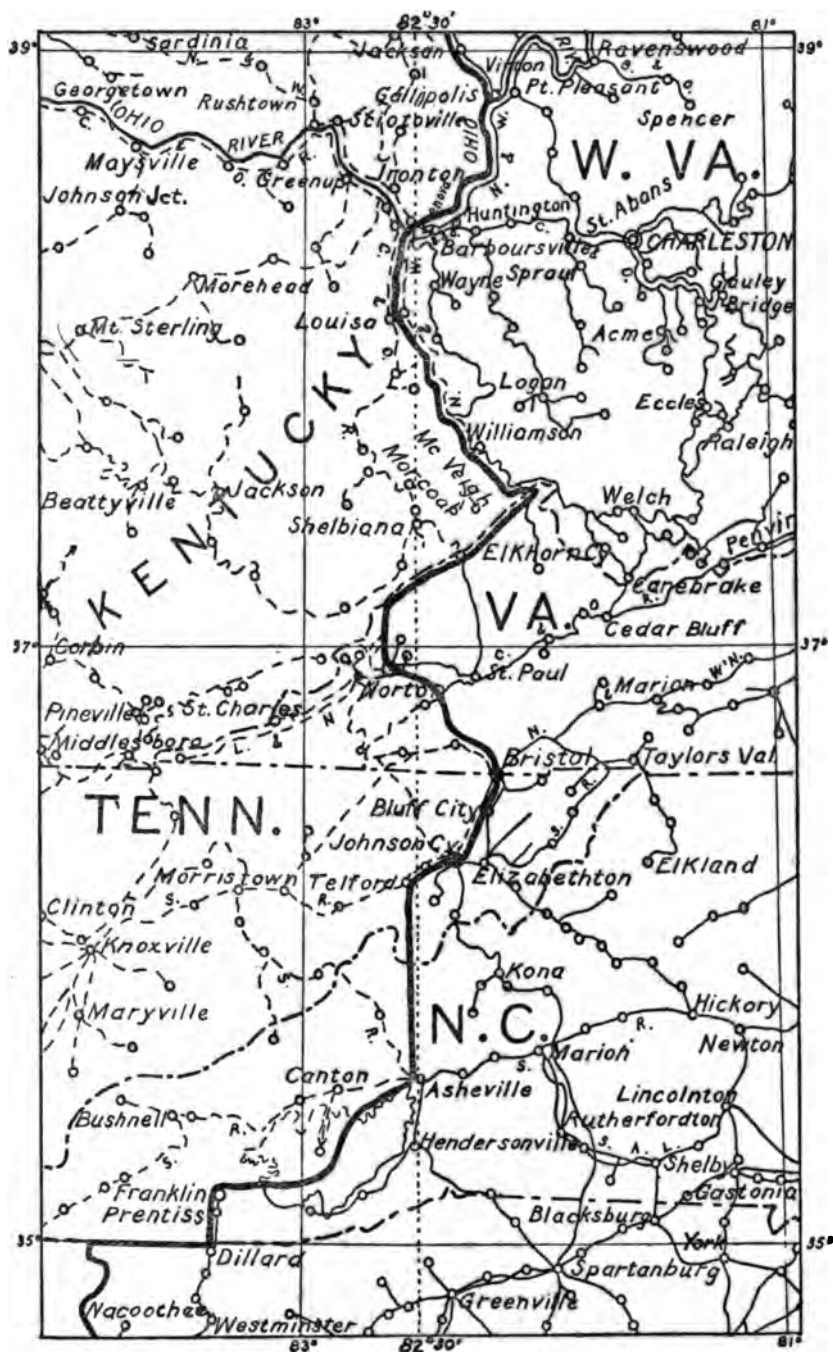 83° 82°30' 81°
39° 39°
Sardinia
Jackson
Ravenswood
Vinton
RIV.
Georgetown
Rushtown
Gallipolis
Pt. Pleasant
OHIO
OHIO
Spencer
RIVER
Maysville
Greenup
Ironton
W. VA.
Johnson Jct.
Huntington
St. Abans
Barboursville
CHARLESTON
Morehead
Wayne
Spraul
Gauley
Bridge
Mt. Sterling
Louisa
Acme
KENTUCKY
Logan
Eccles
Williamson
Raleigh
Mc Veigh
Beattyville
Jackson
Shelbiana
Welch
Elkhorn Cy
Canebrake
VA.
Cedar Bluff
37° 37°
Corbin
St. Paul
Norton
Marion
W'N.
Pineville
St. Charles
Middlesboro
Bristol
Taylors Val.
TENN.
Bluff City
Johnson Cy.
Morristown
Telford
Elizabethton
Elkland
Clinton
Knoxville
Kona
Maryville
Hickory
N.C.
Marion
Newton
Canton
Asheville
Lincolnton
Bushnell
Rutherfordton
Hendersonville
Shelby
Franklin
Gastonia
Prentiss
Blacksburg
35° 35°
York
Dillard
Spartanburg
Nacoochee
Westminster
Greenville
83° 82°30' 81°